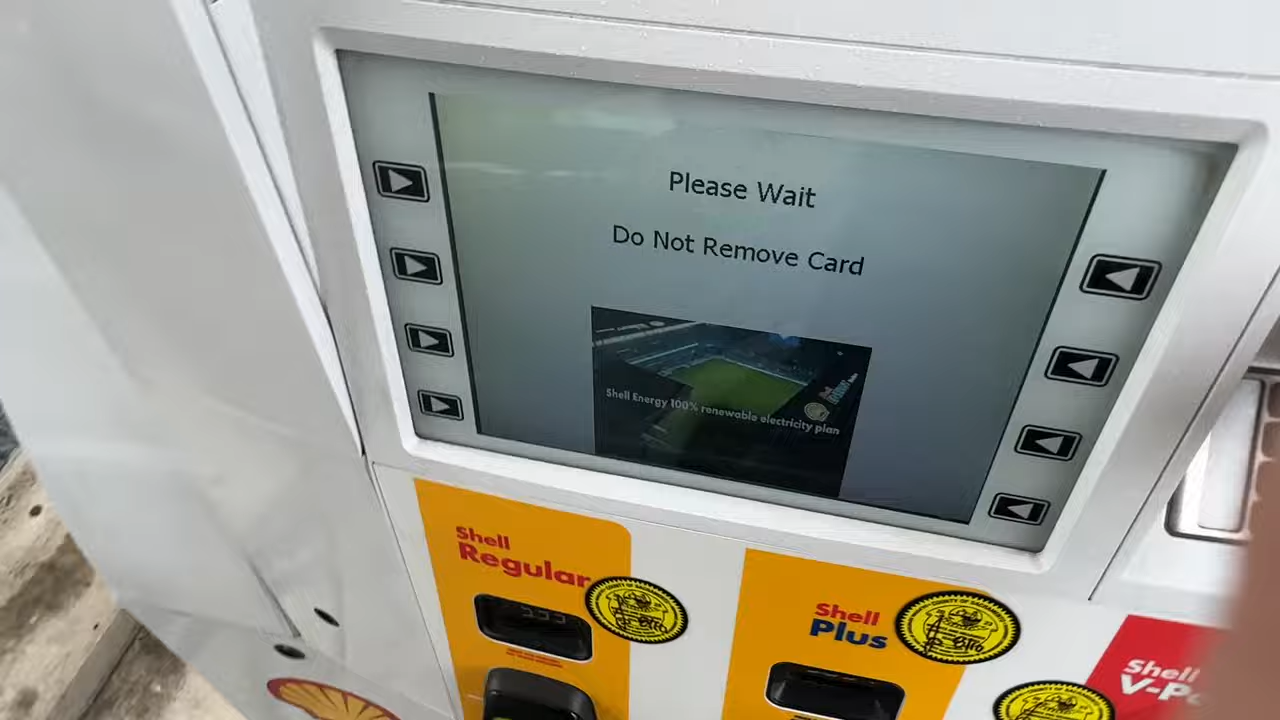 Please Wait
Do Not Remove Card
Shell Energy 100% renewable electricity plan
Shell
Regular
Shell
Plus
Shell